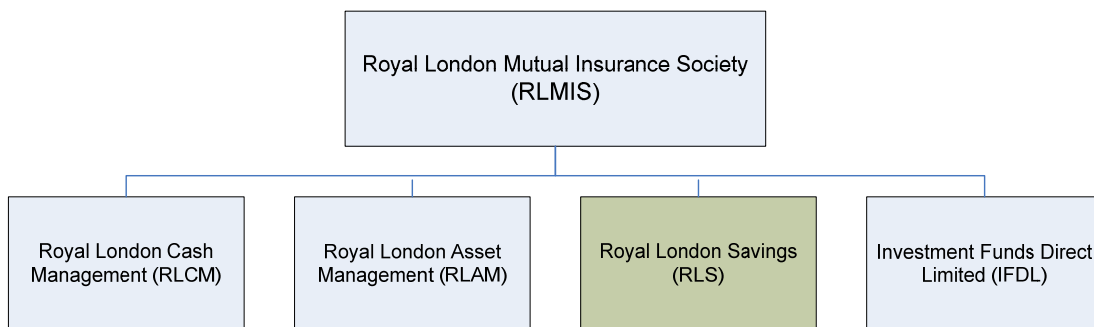 Royal London Mutual Insurance Society
(RLMIS)
Royal London Cash
Management (RLCM)
Royal London Asset
Management (RLAM)
Royal London Savings
(RLS)
Investment Funds Direct
Limited (IFDL)